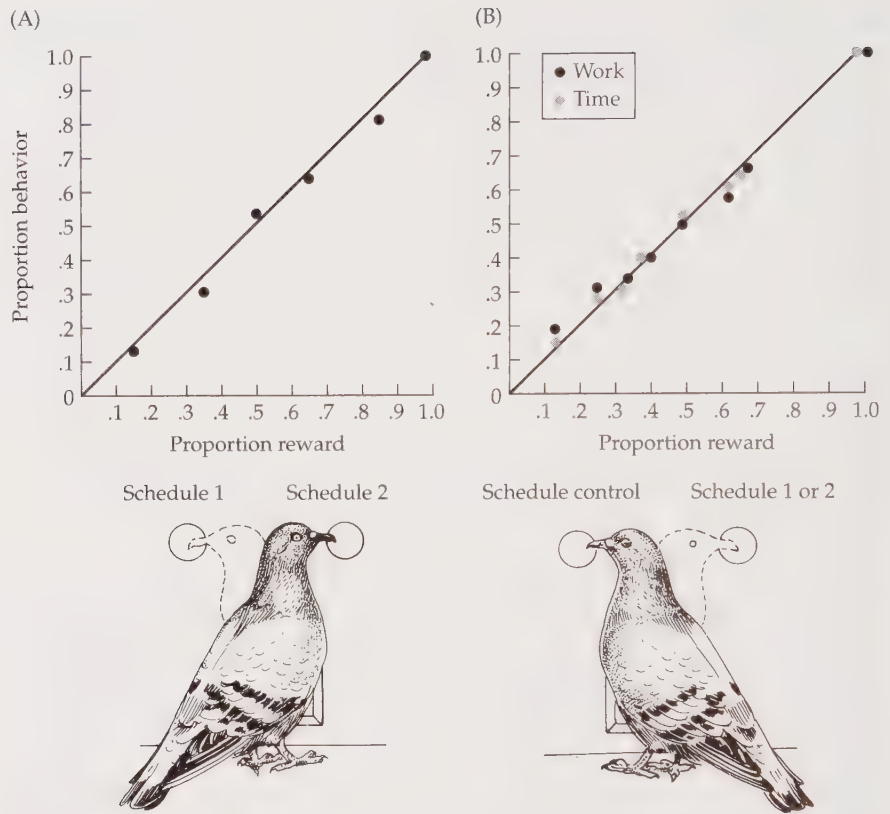 (A)
1.0
.9
.8
.7
.6
.5
.4
.3
.2
.1
0
Proportion behavior
.1 .2 .3 .4 .5 .6 .7 .8 .9 1.0
Proportion reward
(B)
Work
Time
1.0
.9
.8
.7
.6
.5
.4
.3
.2
.1
0
.1 .2 .3 .4 .5 .6 .7 .8 .9 1.0
Proportion reward
Schedule 1 Schedule 2
Schedule control Schedule 1 or 2